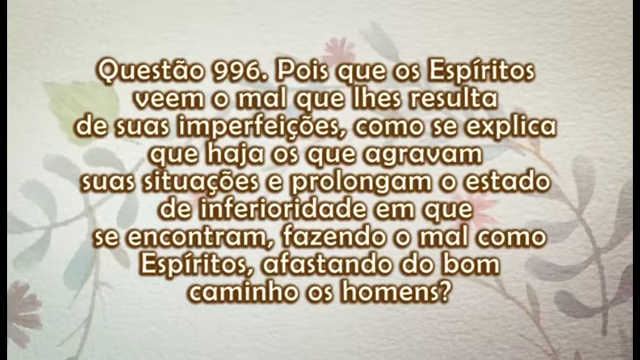 Questão 996. Pois que os Espíritos
veem o mal que lhes resulta
de suas imperfeições, como se explica
que haja os que agravam
suas situações e prolongam o estado
de inferioridade em que
se encontram, fazendo o mal como
Espíritos, afastando do bom
caminho os homens?